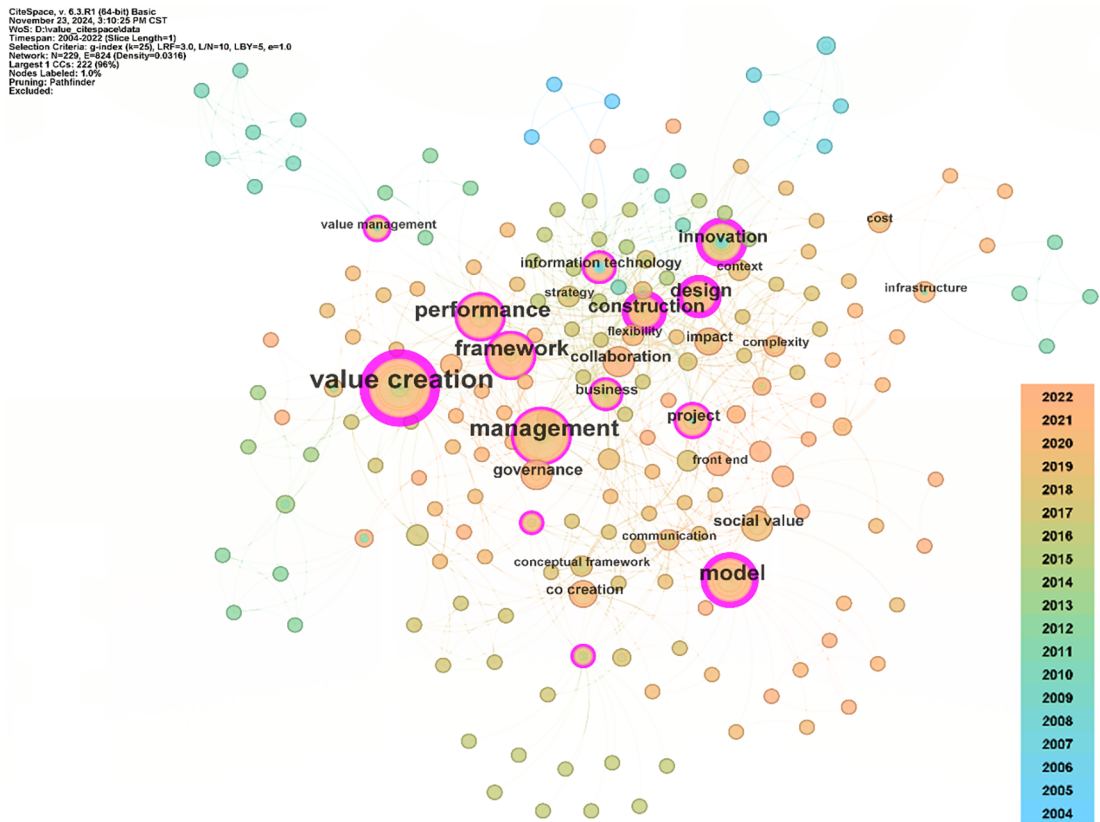 CiteSpace, v. 6.3.R1 (64-bit) Basic
November 23, 2024, 3:10:25 PM CST
WoS: D:\value_citespace\data
Timespan: 2004-2022 (Slice Length=1)
Selection Criteria: g-index (k=25), LRF=3.0, L/N=10, LBY=5, e=1.0
Network: N=229, E=824 (Density=0.0316)
Largest 1 CCs: 222 (96%)
Nodes Labeled: 1.0%
Pruning: Pathfinder
Excluded:
value management
cost
innovation
information technology
context
infrastructure
strategy
design
construction
performance
flexibility
impact
complexity
framework
collaboration
value creation
business
project
management
front end
governance
social value
communication
conceptual framework
model
co creation
2022
2021
2020
2019
2018
2017
2016
2015
2014
2013
2012
2011
2010
2009
2008
2007
2006
2005
2004